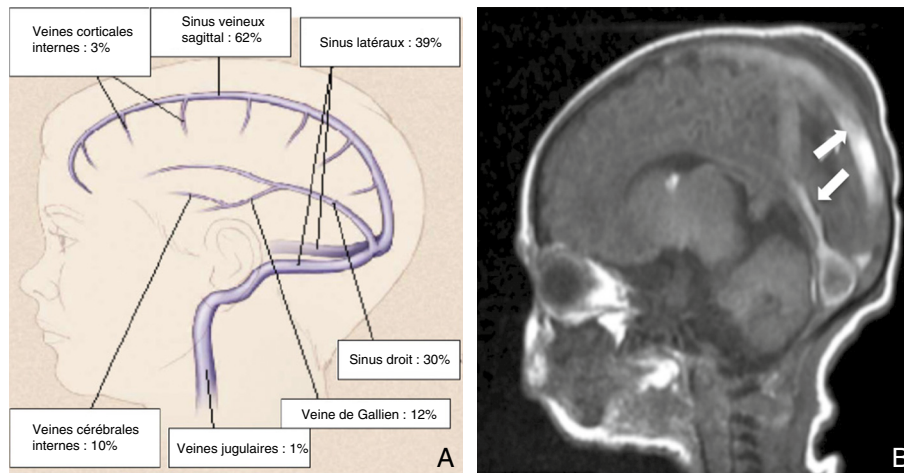 Veines corticales
internes : 3%
Sinus veineux
sagittal : 62%
Sinus latéraux : 39%
Sinus droit : 30%
Veine de Gallien : 12%
Veines cérébrales
internes : 10%
Veines jugulaires : 1%
A
B